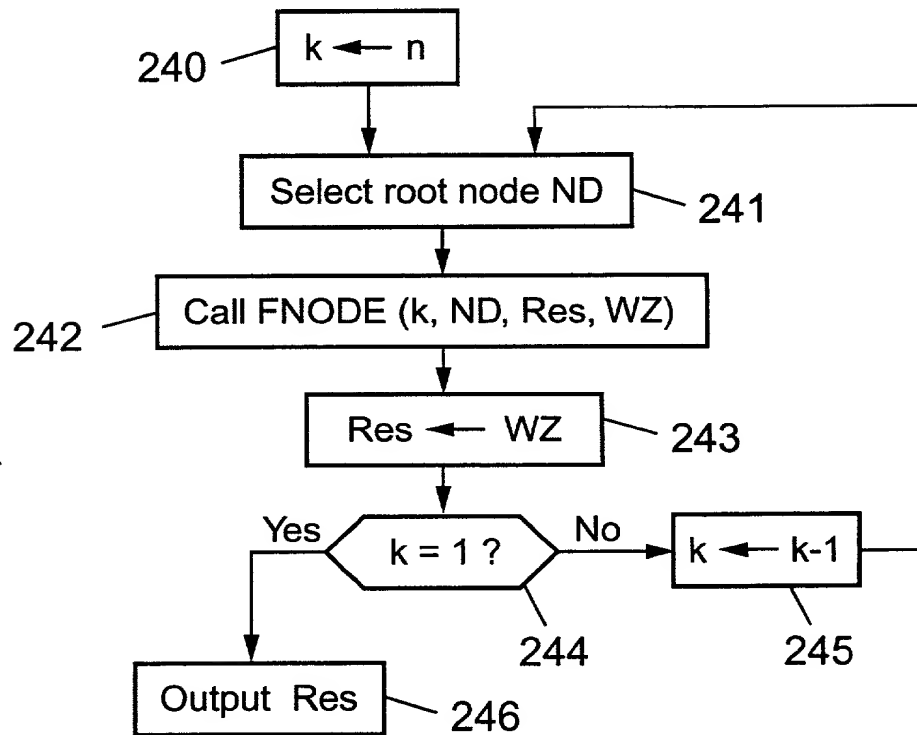 k ← n
240
Select root node ND
241
Call FNODE (k, ND, Res, WZ)
242
Res ← WZ
243
Yes
k = 1 ?
No
k ← k-1
244
245
Output Res
246